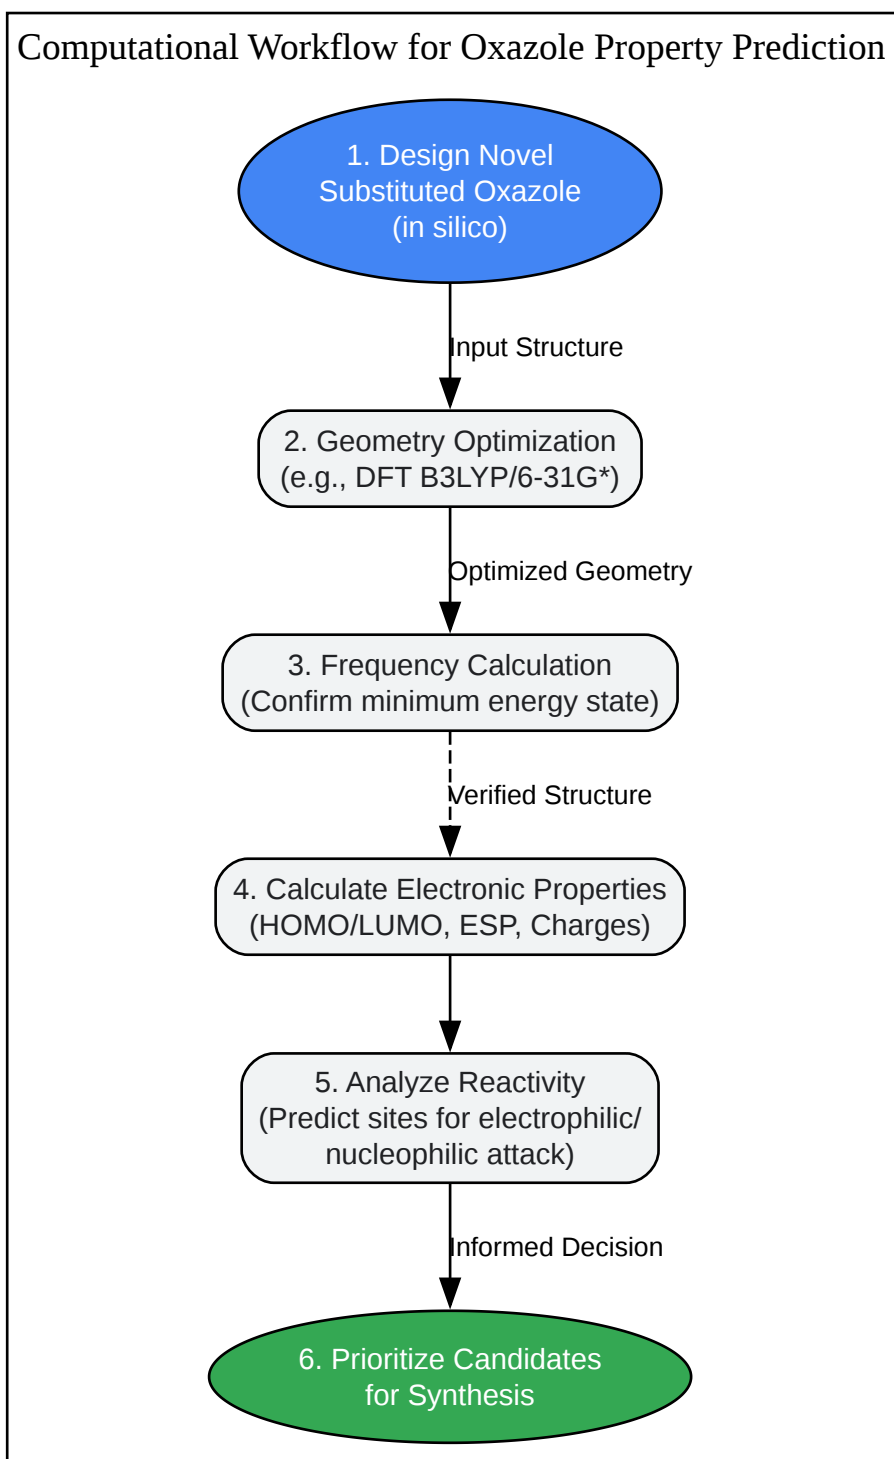 Computational Workflow for Oxazole Property Prediction
1. Design Novel
Substituted Oxazole
(in silico)
Input Structure
2. Geometry Optimization
(e.g., DFT B3LYP/6-31G*)
Optimized Geometry
3. Frequency Calculation
(Confirm minimum energy state)
Verified Structure
4. Calculate Electronic Properties
(HOMO/LUMO, ESP, Charges)
5. Analyze Reactivity
(Predict sites for electrophilic/
nucleophilic attack)
Informed Decision
6. Prioritize Candidates
for Synthesis